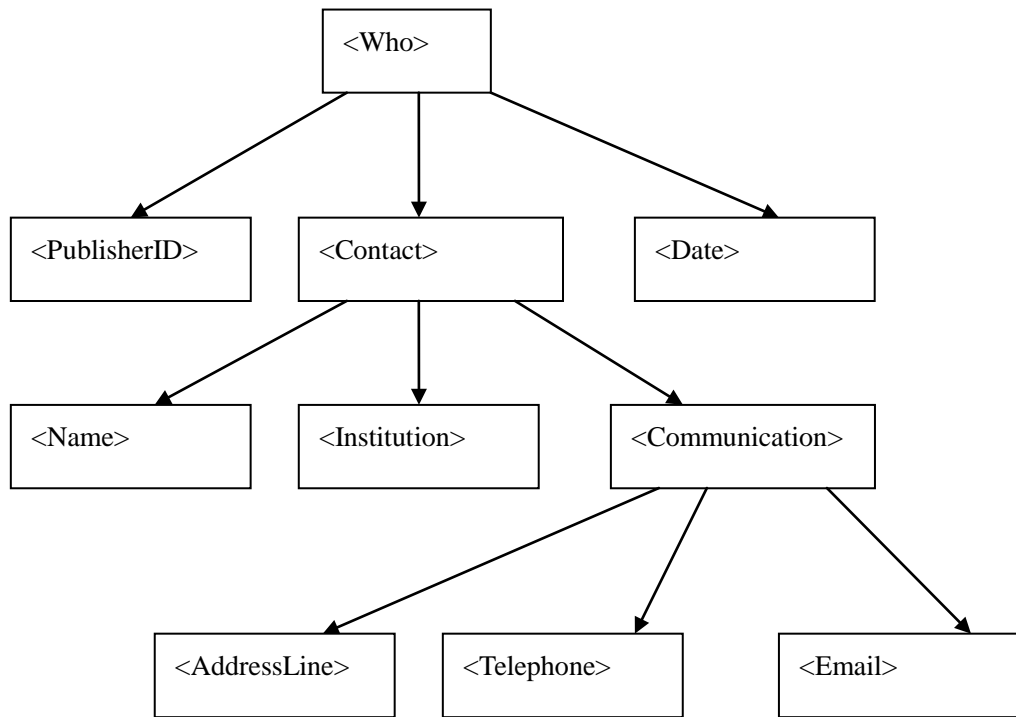 <Who>
<PublisherID>
<Contact>
<Date>
<Name>
<Institution>
<Communication>
<AddressLine>
<Telephone>
<Email>